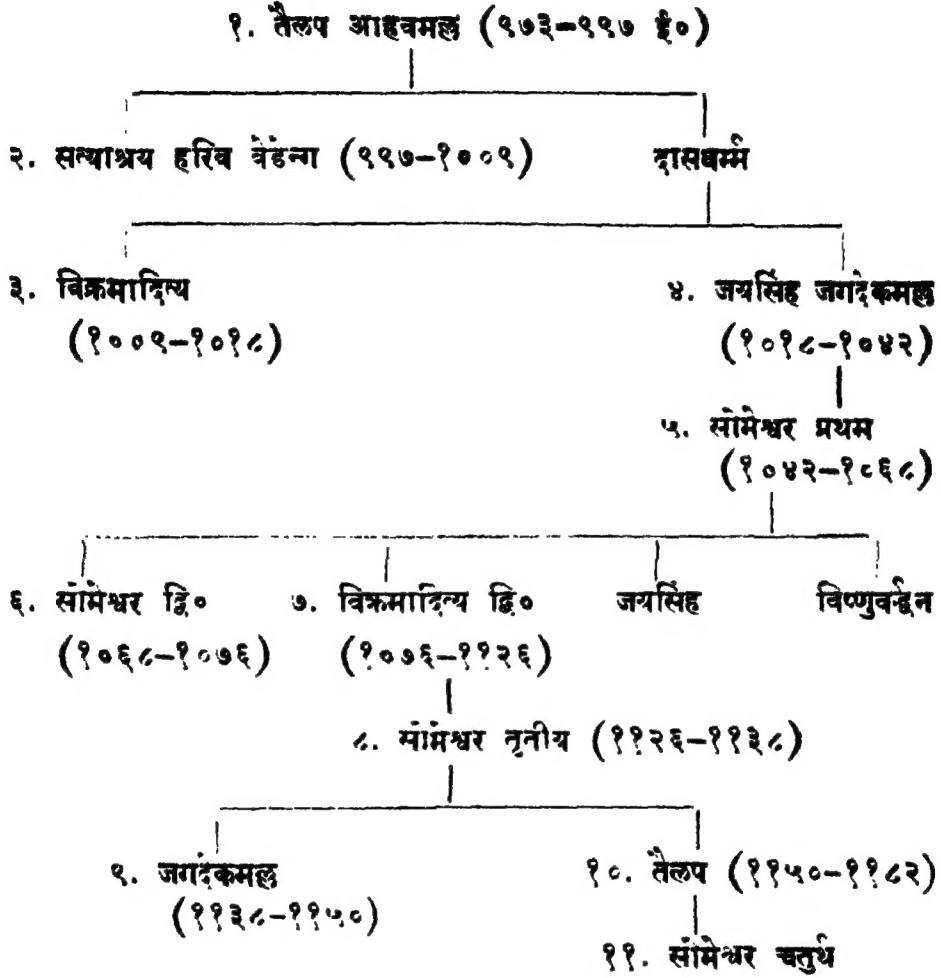 १. तैलप आहवमल्ल (९७३–९९७ ई०)
२. सत्याश्रय हरिव बेडेन्ग (९९७–१००९) दासवर्म्म
३. विक्रमादित्य ४. जयसिंह जगदेकमल्ल
(१००९–१०१८) (१०१८–१०४२)
५. सोमेश्वर प्रथम
(१०४२–१०६८)
६. सोमेश्वर द्वि० ७. विक्रमादित्य द्वि० जयसिंह विष्णुवर्द्धन
(१०६८–१०७६) (१०७६–११२६)
८. सोमेश्वर तृतीय (११२६–११३८)
९. जगदेकमल्ल १०. तैलप (११५०–११८२)
(११३८–११५०)
११. सोमेश्वर चतुर्थ